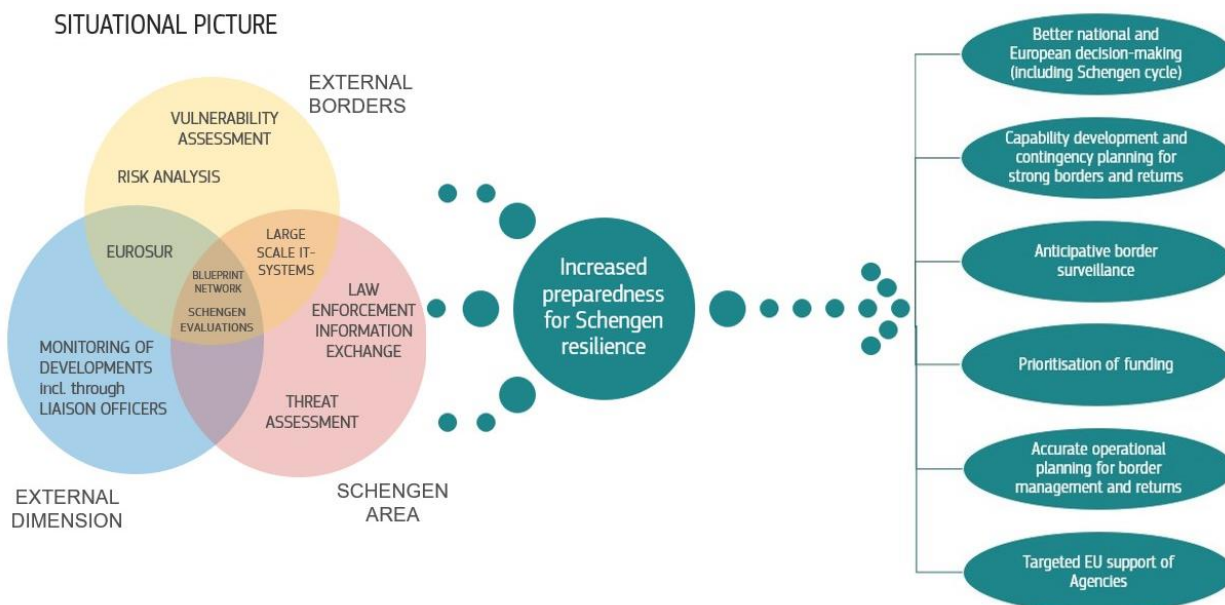 SITUATIONAL PICTURE
EXTERNAL
BORDERS
VULNERABILITY
ASSESSMENT
RISK ANALYSIS
EUROSUR
LARGE
SCALE IT-
SYSTEMS
BLUEPRINT
NETWORK
SCHENGEN
EVALUATIONS
LAW
ENFORCEMENT
INFORMATION
EXCHANGE
MONITORING OF
DEVELOPMENTS
incl. through
LIAISON OFFICERS
THREAT
ASSESSMENT
EXTERNAL
DIMENSION
SCHENGEN
AREA
Increased
preparedness
for Schengen
resilience
Better national and
European decision-making
(including Schengen cycle)
Capability development and
contingency planning for
strong borders and returns
Anticipative border
surveillance
Prioritisation of funding
Accurate operational
planning for border
management and returns
Targeted EU support of
Agencies